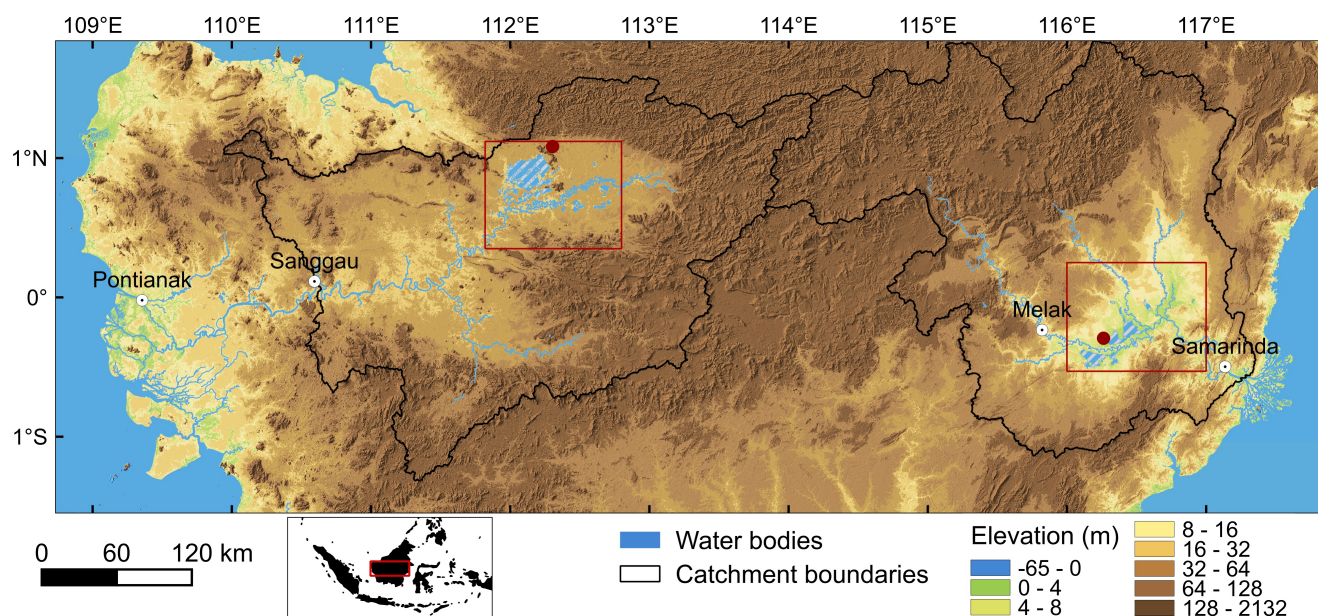 109°E 110°E 111°E 112°E 113°E 114°E 115°E 116°E 117°E
1°N
0°
1°S
Pontianak
Sanggau
Melak
Samarinda
0 60 120 km
Water bodies
Catchment boundaries
Elevation (m)
-65 - 0
0 - 4
4 - 8
8 - 16
16 - 32
32 - 64
64 - 128
128 - 2132